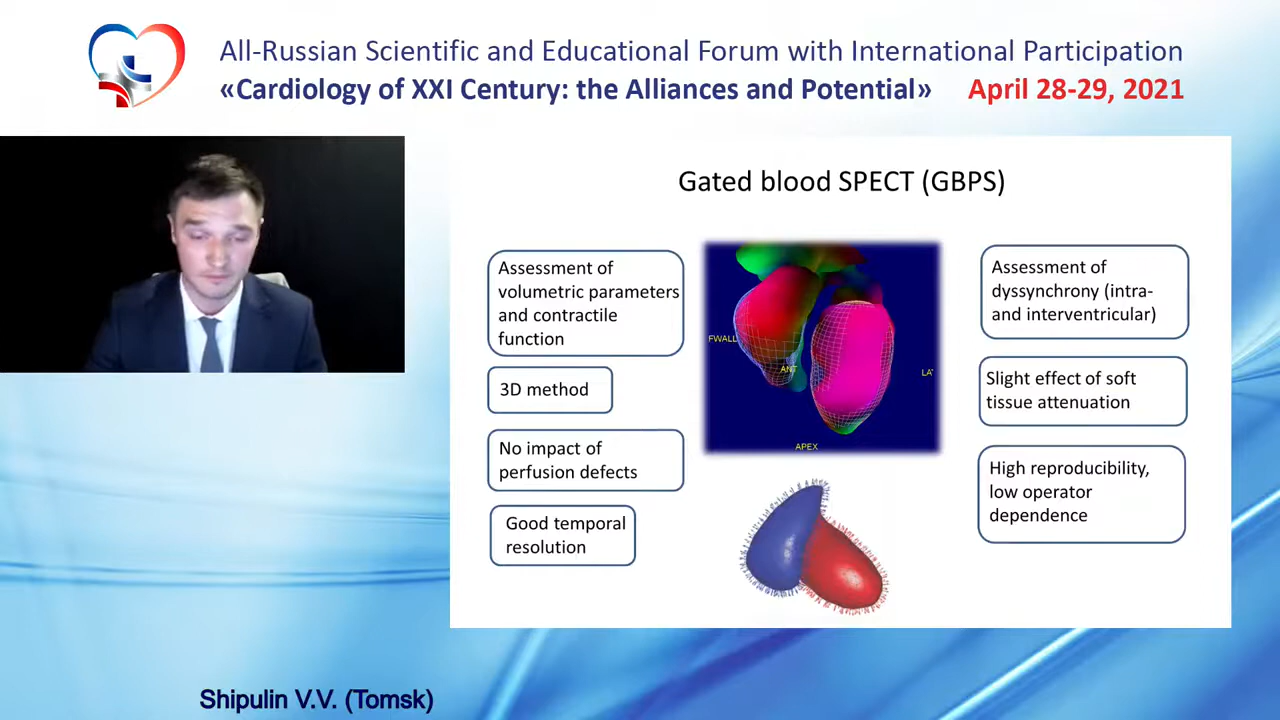 All-Russian Scientific and Educational Forum with International Participation
«Cardiology of XXI Century: the Alliances and Potential» April 28-29, 2021
Gated blood SPECT (GBPS)
Assessment of
volumetric parameters
and contractile
function
3D method
No impact of
perfusion defects
Good temporal
resolution
FWALL
ANT
LA
APEX
Assessment of
dyssynchrony (intra-
and interventricular)
Slight effect of soft
tissue attenuation
High reproducibility,
low operator
dependence
Shipulin V.V. (Tomsk)